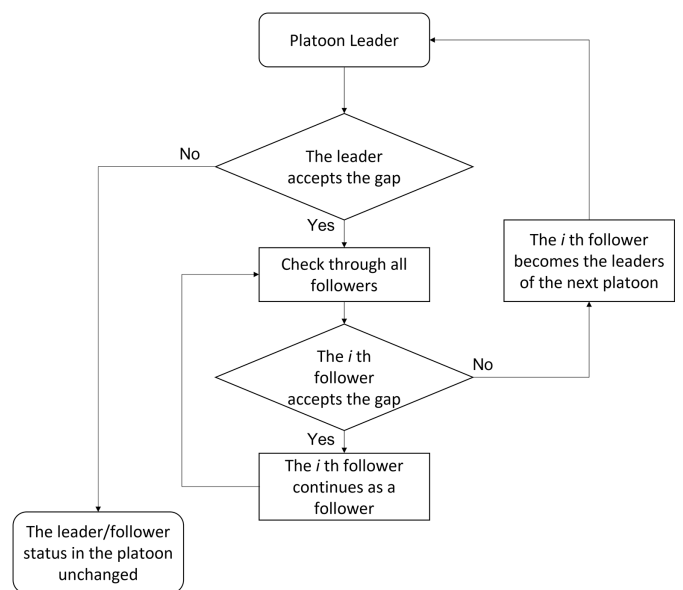 Platoon Leader
No
The leader
accepts the gap
Yes
Check through all
followers
The i th follower
becomes the leaders
of the next platoon
The i th
follower
accepts the gap
No
Yes
The i th follower
continues as a
follower
The leader/follower
status in the platoon
unchanged